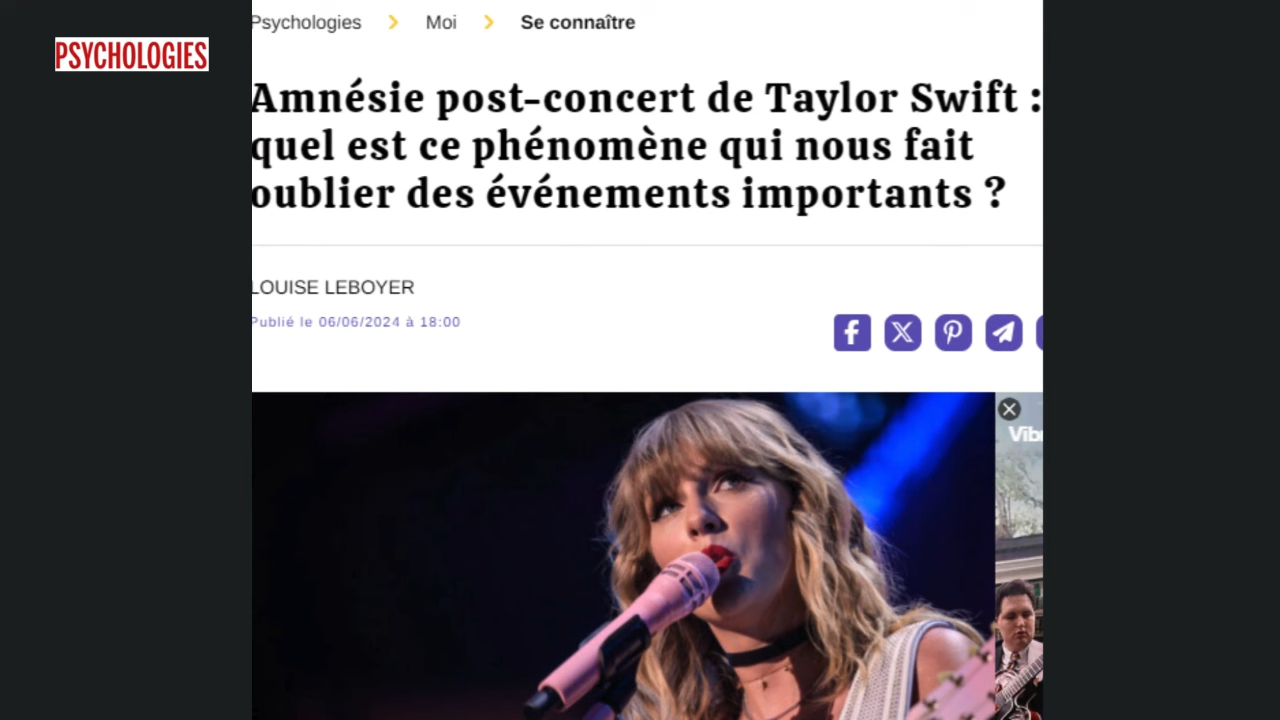 PSYCHOLOGIES
Psychologies Moi Se connaître
Amnésie post-concert de Taylor Swift :
quel est ce phénomène qui nous fait
oublier des événements importants ?
LOUISE LEBOYER
Publié le 06/06/2024 à 18:00